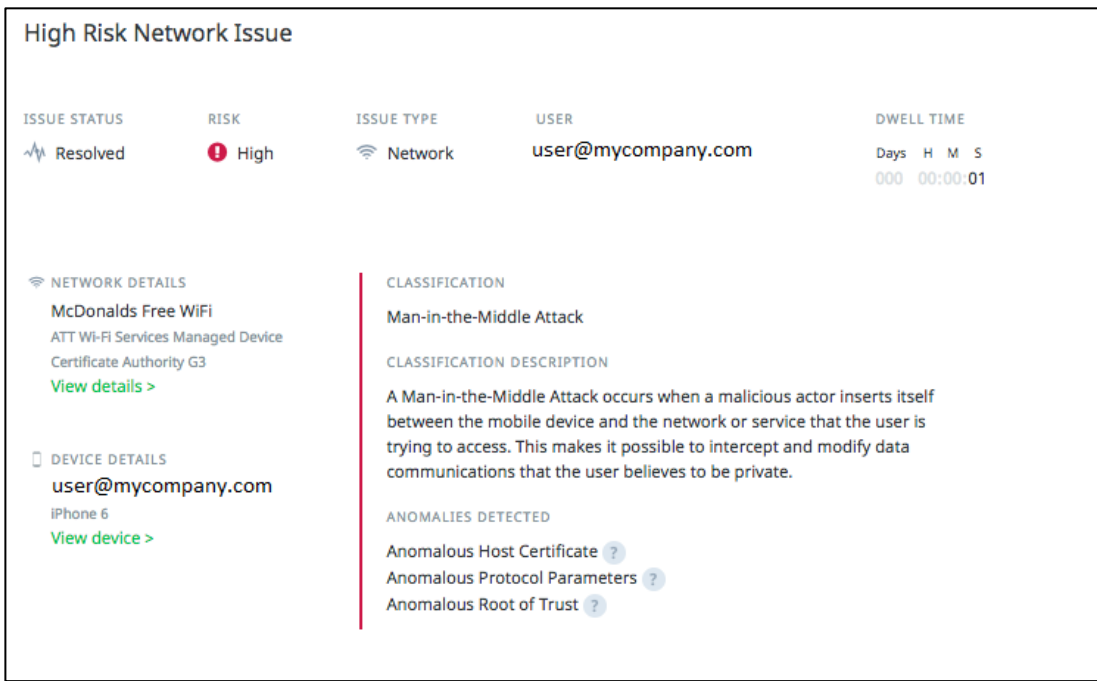 High Risk Network Issue
ISSUE STATUS RISK ISSUE TYPE USER DWELL TIME
Resolved High Network user@mycompany.com Days H M S
000 00:00:01
NETWORK DETAILS
McDonalds Free WiFi
ATT Wi-Fi Services Managed Device
Certificate Authority G3
View details >
DEVICE DETAILS
user@mycompany.com
iPhone 6
View device >
CLASSIFICATION
Man-in-the-Middle Attack
CLASSIFICATION DESCRIPTION
A Man-in-the-Middle Attack occurs when a malicious actor inserts itself
between the mobile device and the network or service that the user is
trying to access. This makes it possible to intercept and modify data
communications that the user believes to be private.
ANOMALIES DETECTED
Anomalous Host Certificate ?
Anomalous Protocol Parameters ?
Anomalous Root of Trust ?